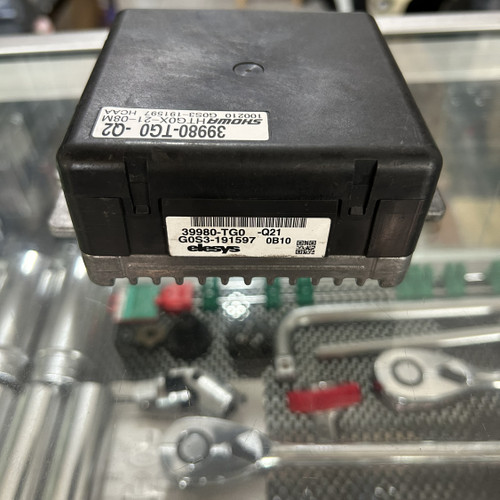 39980-TG0 -Q2
SHOWA HTG0X-21-08M
100210 G0S3-191597 HCAA
39980-TG0 -Q21
G0S3-191597 0B10
elesys